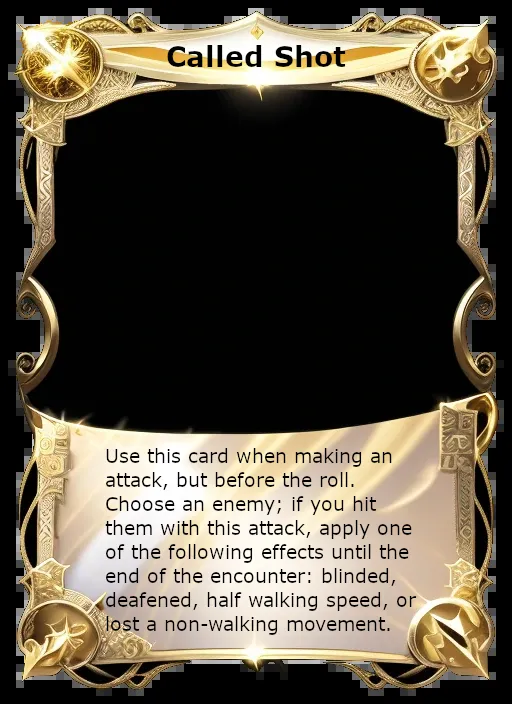 Called Shot
Use this card when making an
attack, but before the roll.
Choose an enemy; if you hit
them with this attack, apply one
of the following effects until the
end of the encounter: blinded,
deafened, half walking speed, or
lost a non-walking movement.